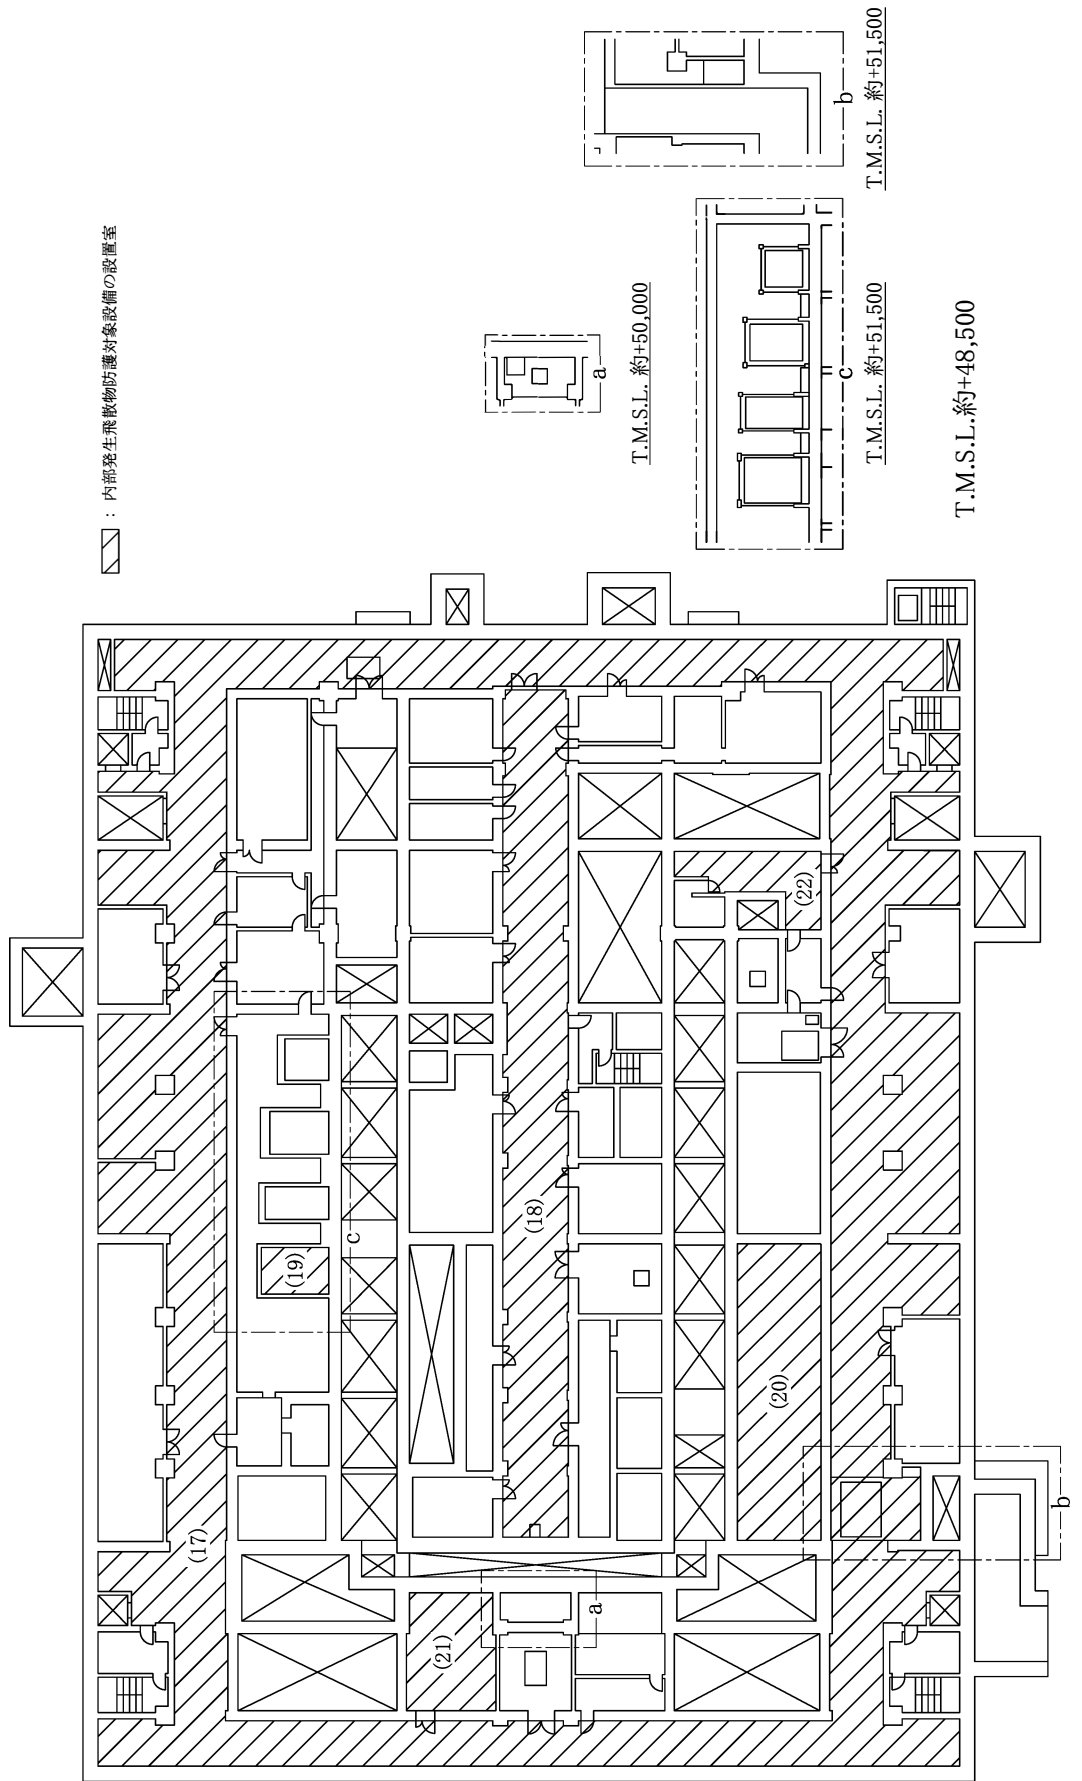 : 内部発生飛散物防護対象設備の設置室
(17)
(18)
(19)
(20)
(21)
(22)
a
b
c
a
T.M.S.L. 約+50,000
b
T.M.S.L. 約+51,500
c
T.M.S.L. 約+51,500
T.M.S.L.約+48,500